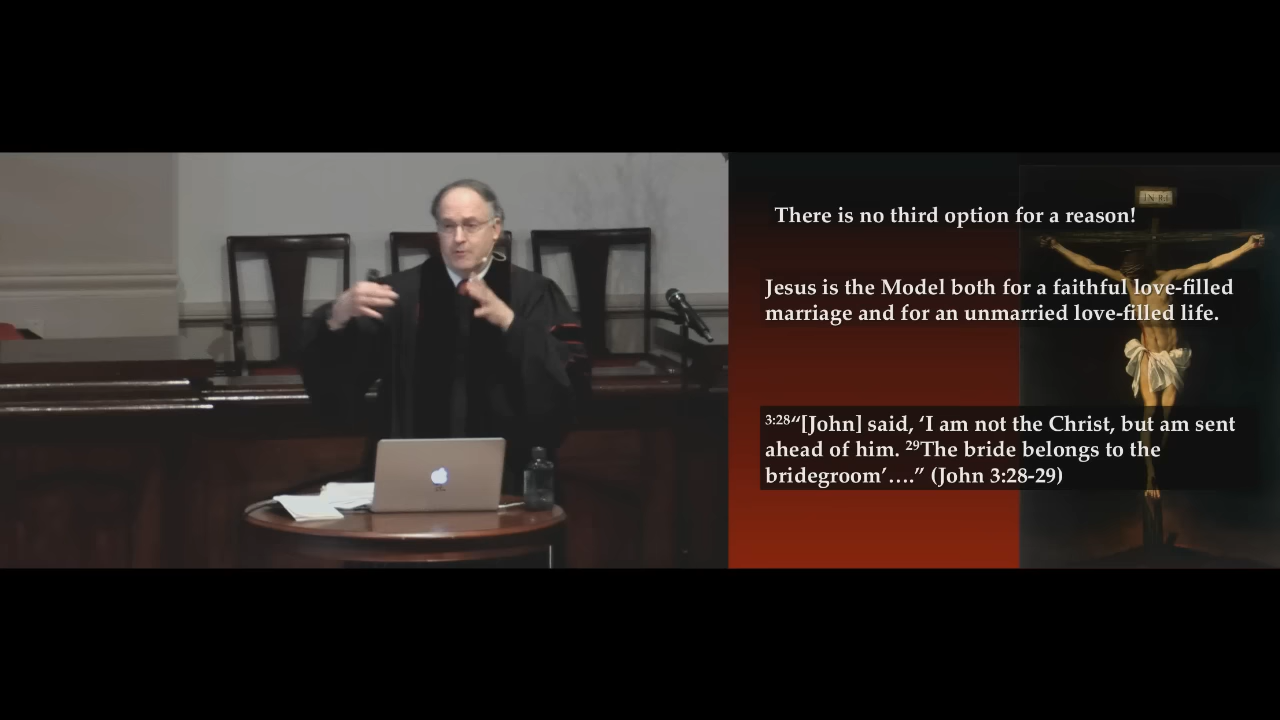 INRI
There is no third option for a reason!
Jesus is the Model both for a faithful love-filled
marriage and for an unmarried love-filled life.
3:28“[John] said, ‘I am not the Christ, but am sent
ahead of him. 29The bride belongs to the
bridegroom’….” (John 3:28-29)